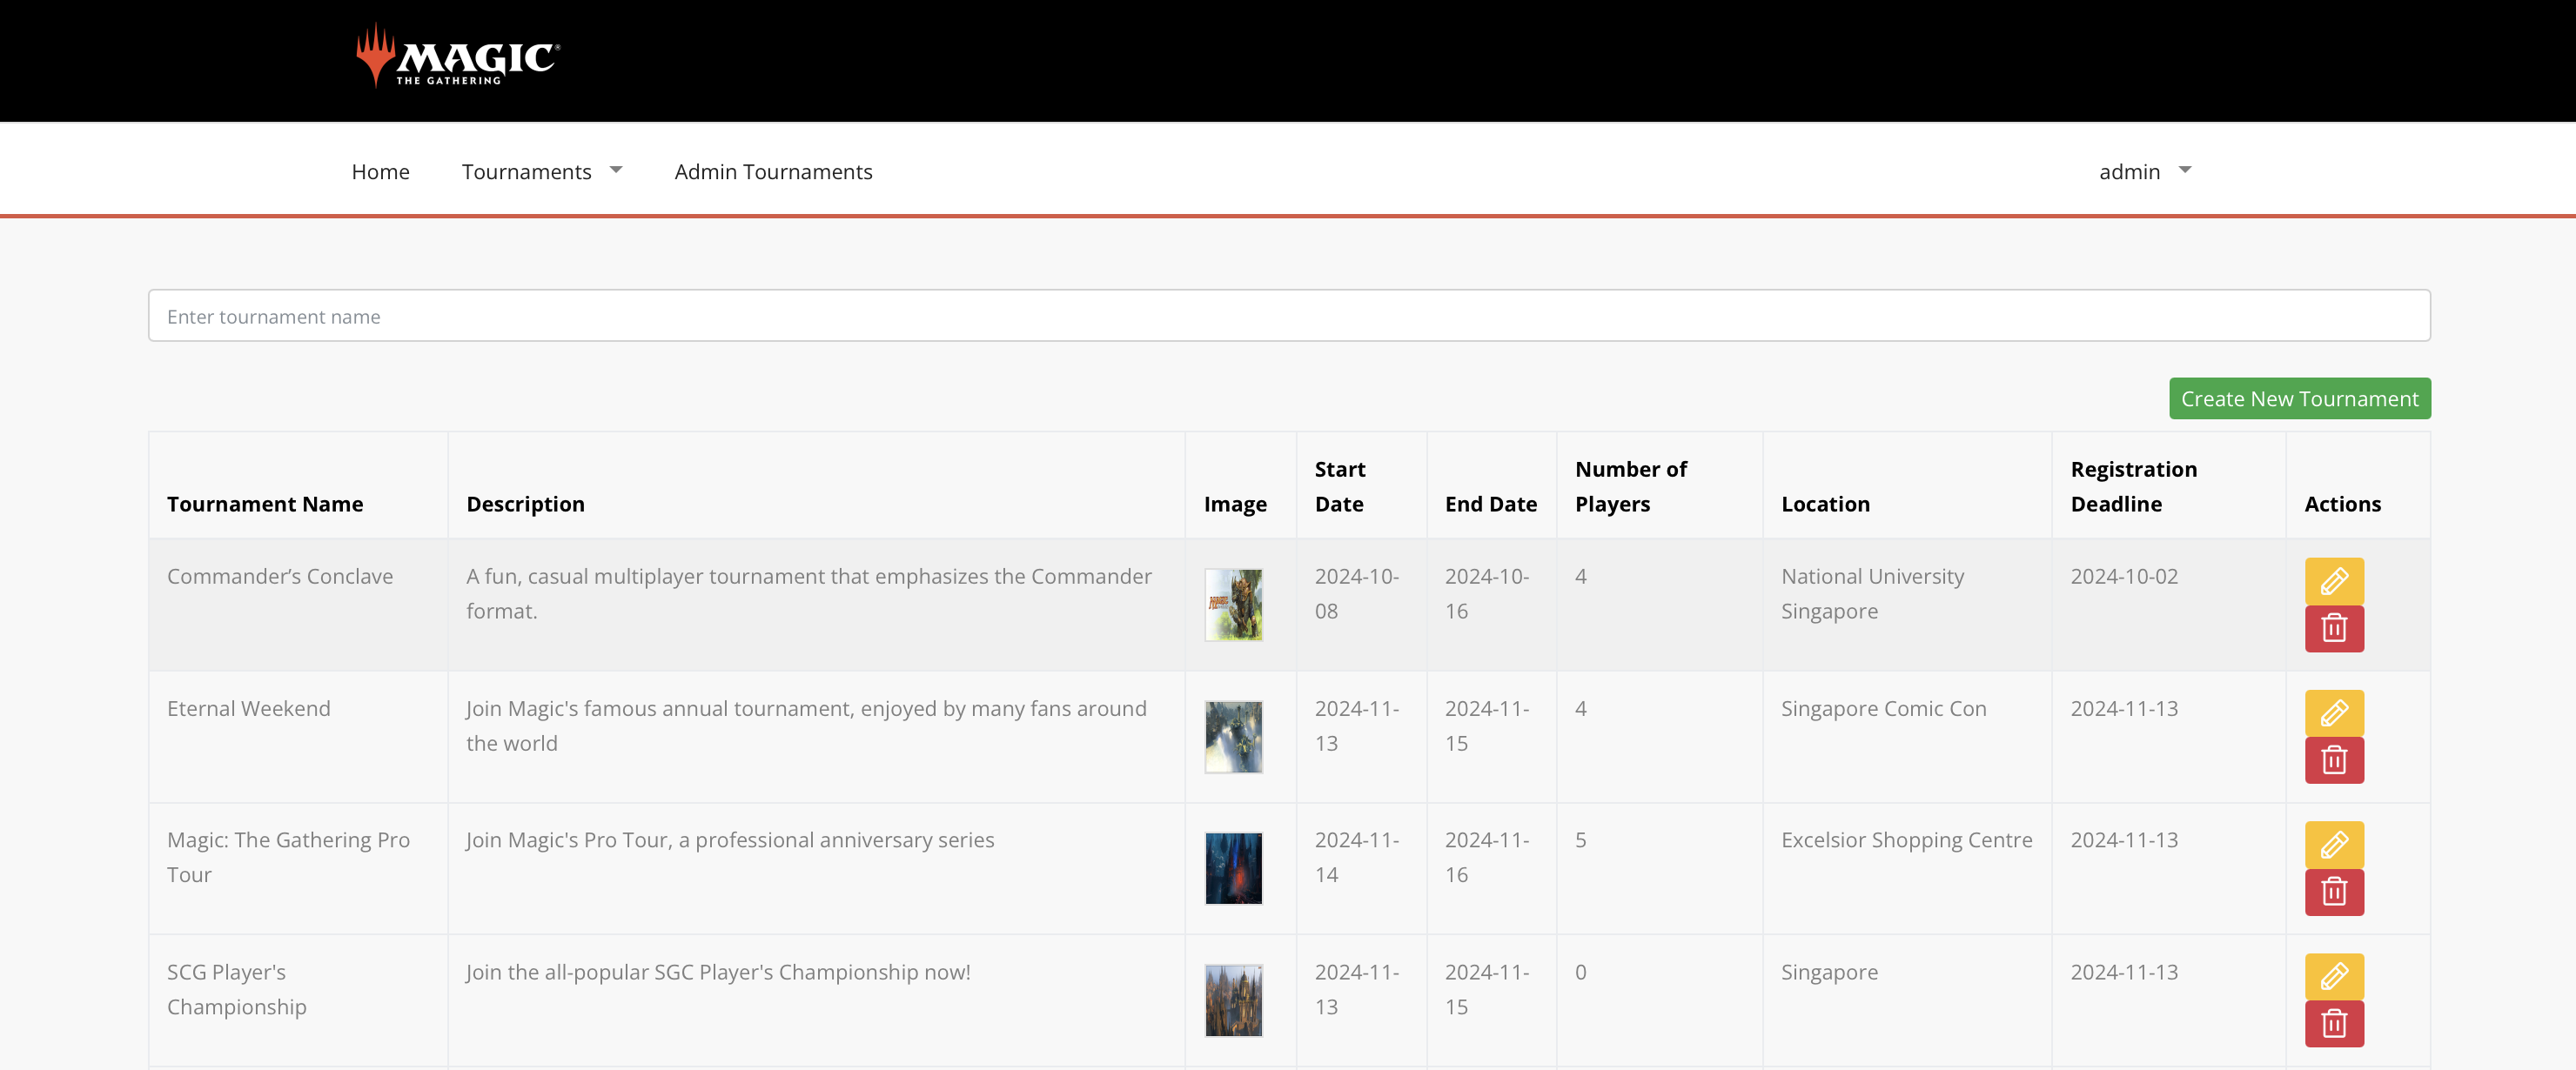 MAGIC
THE GATHERING
Home Tournaments Admin Tournaments admin
Enter tournament name
Create New Tournament
Tournament Name Description Image Start Date End Date Number of Players Location Registration Deadline Actions
Commander’s Conclave A fun, casual multiplayer tournament that emphasizes the Commander format. 2024-10-08 2024-10-16 4 National University Singapore 2024-10-02
Eternal Weekend Join Magic's famous annual tournament, enjoyed by many fans around the world 2024-11-13 2024-11-15 4 Singapore Comic Con 2024-11-13
Magic: The Gathering Pro Tour Join Magic's Pro Tour, a professional anniversary series 2024-11-14 2024-11-16 5 Excelsior Shopping Centre 2024-11-13
SCG Player's Championship Join the all-popular SGC Player's Championship now! 2024-11-13 2024-11-15 0 Singapore 2024-11-13